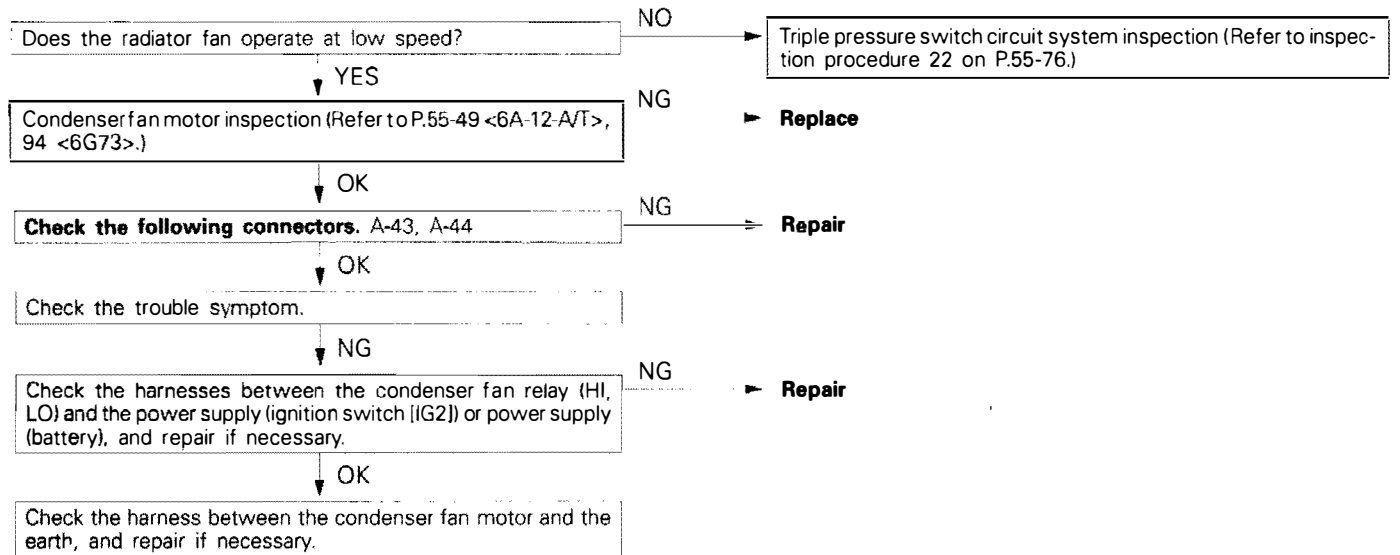 Does the radiator fan operate at low speed?
NO
Triple pressure switch circuit system inspection (Refer to inspec-
tion procedure 22 on P.55-76.)
YES
Condenser fan motor inspection (Refer to P.55-49 <6A-12-A/T>,
94 <6G73>.)
NG
Replace
OK
Check the following connectors. A-43, A-44
NG
Repair
OK
Check the trouble symptom.
NG
Check the harnesses between the condenser fan relay (HI,
LO) and the power supply (ignition switch [IG2]) or power supply
(battery), and repair if necessary.
NG
Repair
OK
Check the harness between the condenser fan motor and the
earth, and repair if necessary.